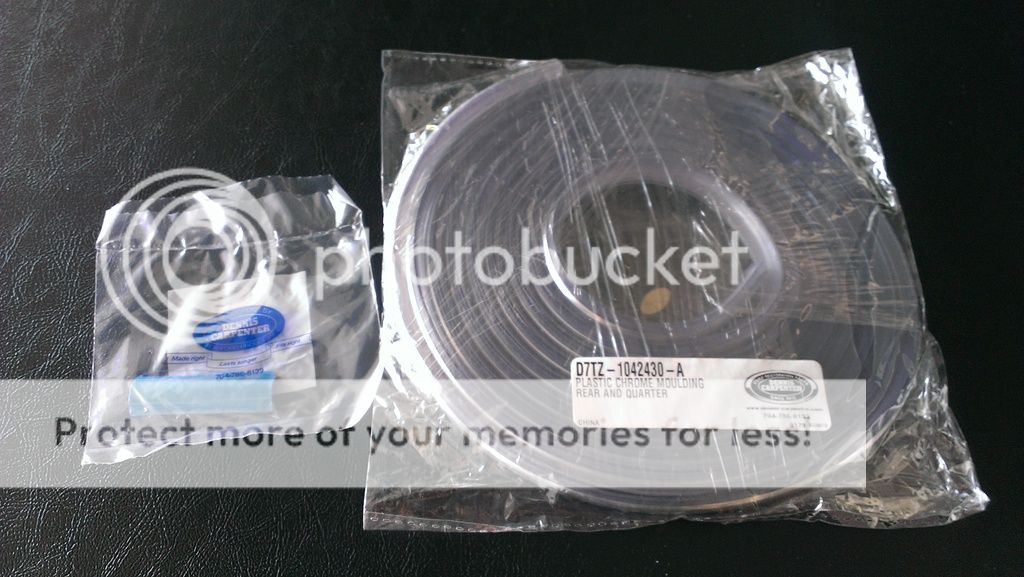 photobucket
DENNIS
CARPENTER
Made right
Lasts longer
704-786-8139
D7TZ-1042430-A
PLASTIC CHROME MOULDING
REAR AND QUARTER
CHINA
Protect more of your memories for less!